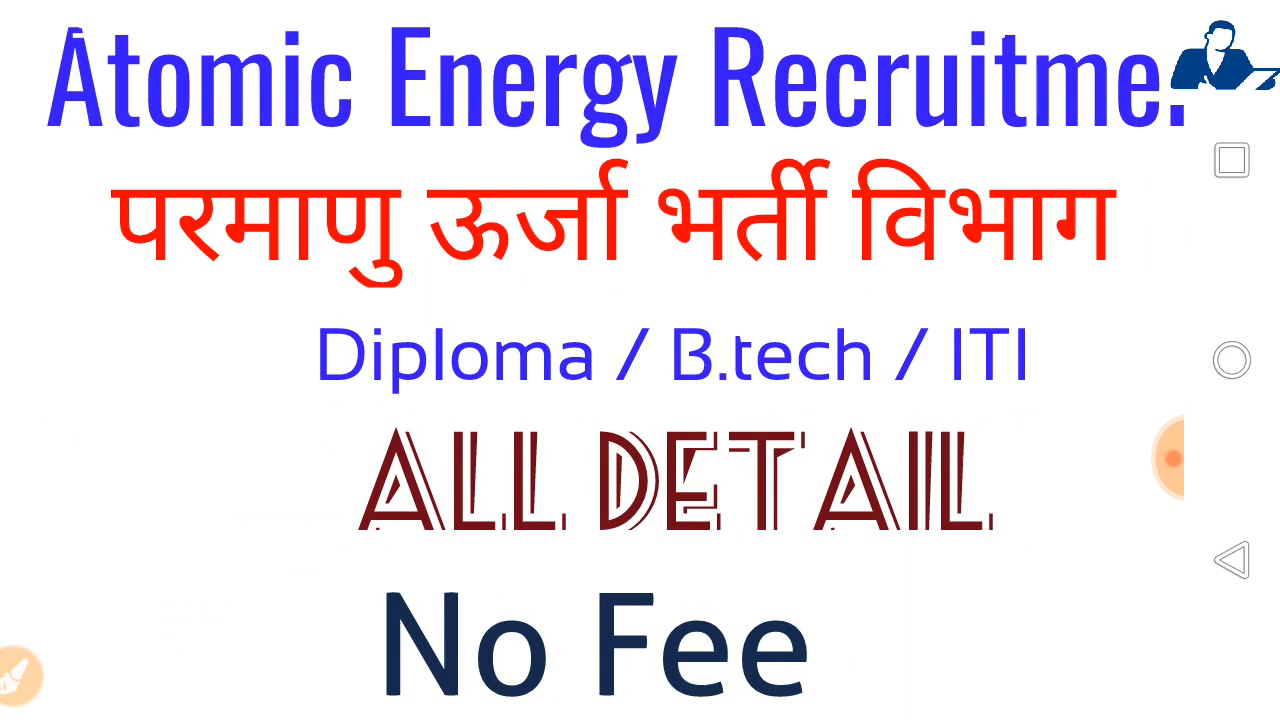 Atomic Energy Recruitme
परमाणु ऊर्जा भर्ती विभाग
Diploma / B.tech / ITI
ALL DETAIL
No Fee